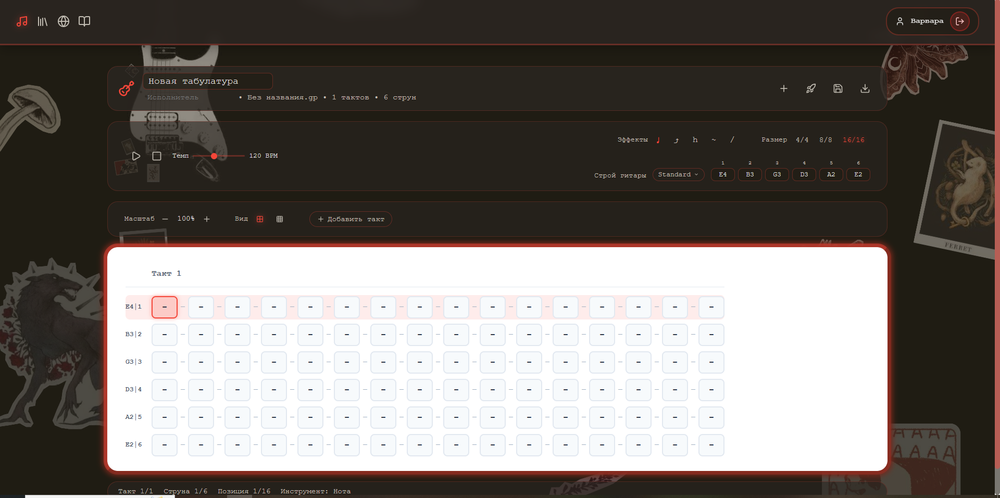 Варвара
Новая табулатура
Исполнитель • Без названия.gp • 1 тактов • 6 струн
Эффекты ♩ h ~ / Размер 4/4 8/8 16/16
Темп 120 BPM
1 2 3 4 5 6
Строй гитары Standard E4 B3 G3 D3 A2 E2
Масштаб − 100% + Вид + Добавить такт
FERRET
Такт 1
E4|1 – – – – – – – – – – – – – – – –
B3|2 – – – – – – – – – – – – – – – –
G3|3 – – – – – – – – – – – – – – – –
D3|4 – – – – – – – – – – – – – – – –
A2|5 – – – – – – – – – – – – – – – –
E2|6 – – – – – – – – – – – – – – – –
A A A A
A A A A
Такт 1/1 Струна 1/6 Позиция 1/16 Инструмент: Нота